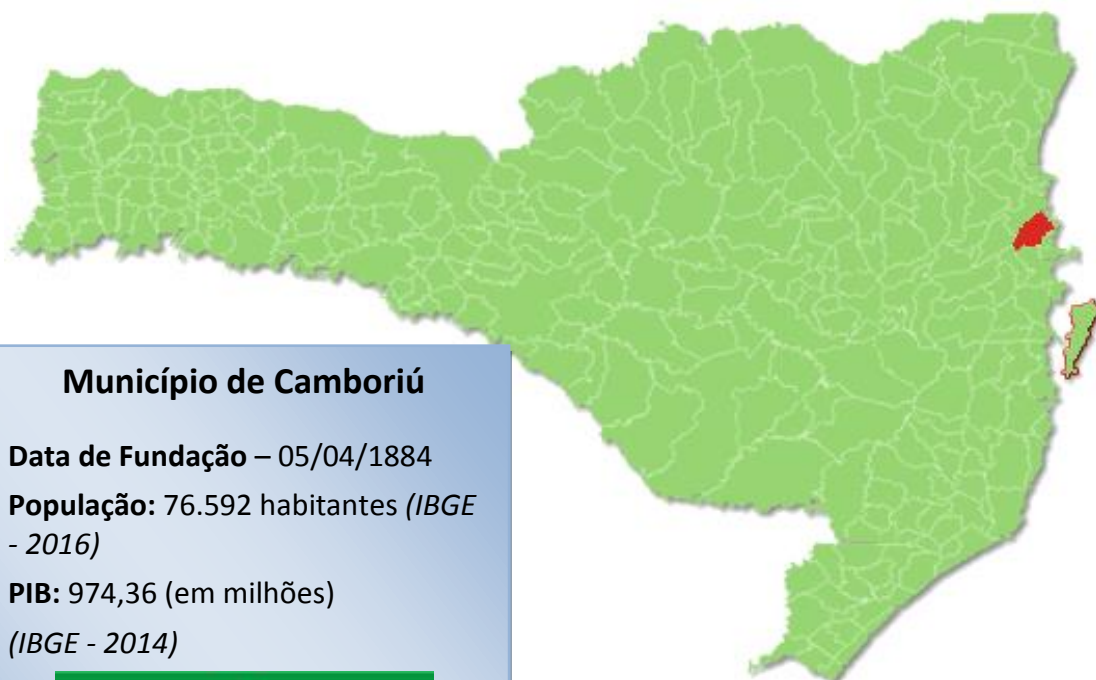 Município de Camboriú
Data de Fundação – 05/04/1884
População: 76.592 habitantes (IBGE
- 2016)
PIB: 974,36 (em milhões)
(IBGE - 2014)